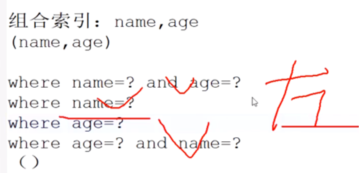 组合索引：name,age
(name,age)
where name=? and age=?
where name=?
where age=?
where age=? and name=?
()
左